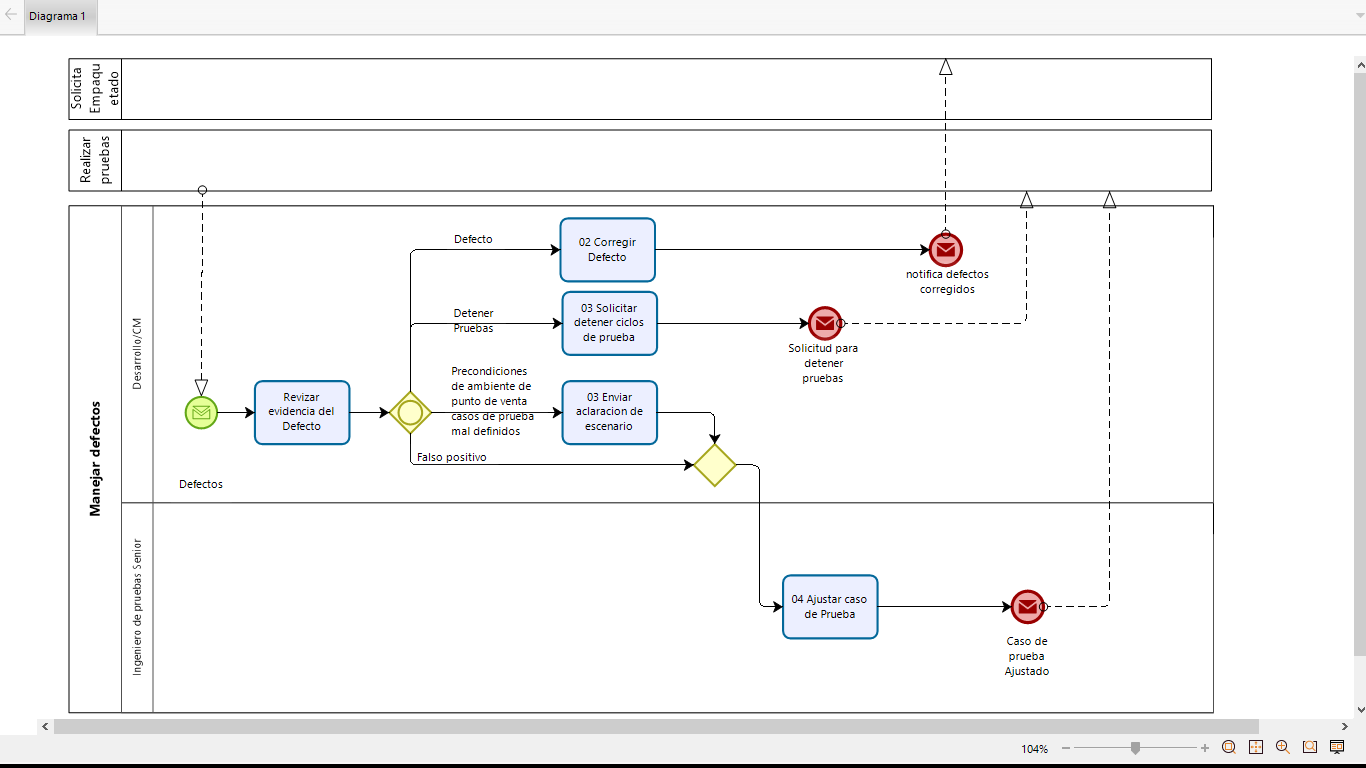 Diagrama 1
Solicita
Empaqu
etado
Realizar
pruebas
Manejar defectos
Desarrollo/CM
Defecto
02 Corregir
Defecto
notifica defectos
corregidos
Detener
Pruebas
03 Solicitar
detener ciclos
de prueba
Solicitud para
detener
pruebas
Revizar
evidencia del
Defecto
Precondiciones
de ambiente de
punto de venta
casos de prueba
mal definidos
03 Enviar
aclaracion de
escenario
Falso positivo
Defectos
Ingeniero de pruebas Senior
04 Ajustar caso
de Prueba
Caso de
prueba
Ajustado
104%